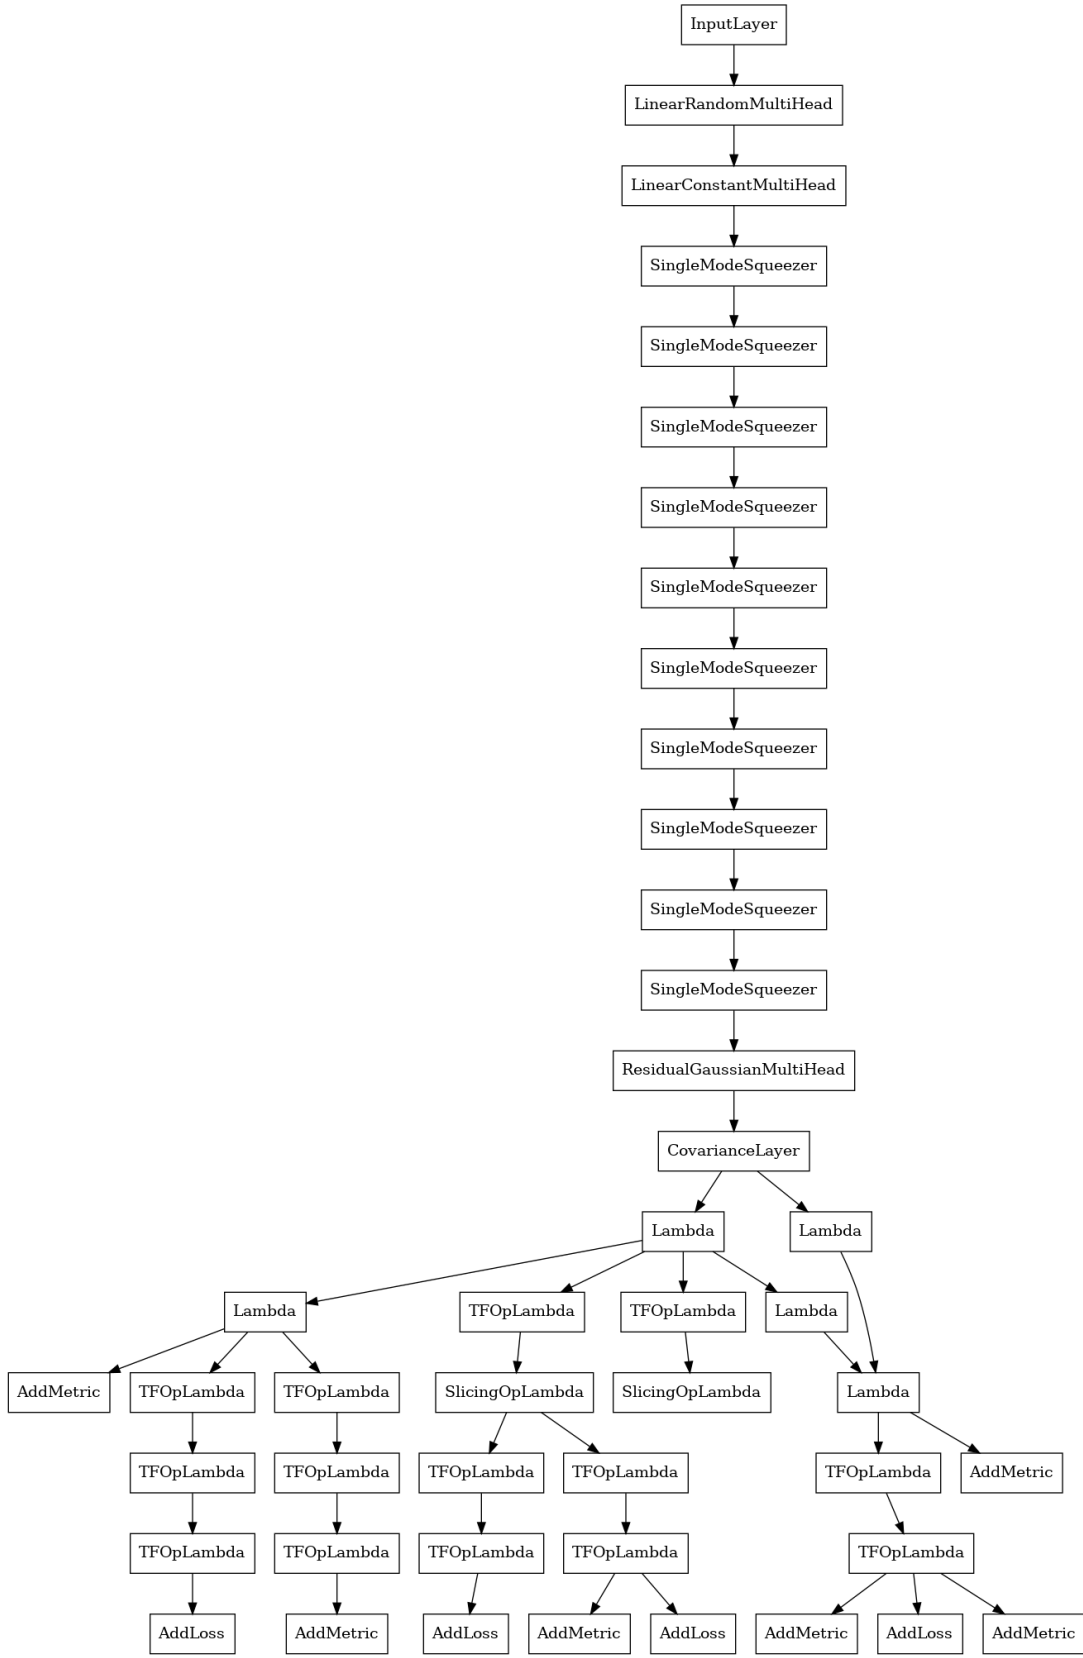 InputLayer
LinearRandomMultiHead
LinearConstantMultiHead
SingleModeSqueezer
SingleModeSqueezer
SingleModeSqueezer
SingleModeSqueezer
SingleModeSqueezer
SingleModeSqueezer
SingleModeSqueezer
SingleModeSqueezer
SingleModeSqueezer
SingleModeSqueezer
ResidualGaussianMultiHead
CovarianceLayer
Lambda
Lambda
Lambda
TFOpLambda
TFOpLambda
Lambda
AddMetric
TFOpLambda
TFOpLambda
SlicingOpLambda
SlicingOpLambda
Lambda
TFOpLambda
TFOpLambda
TFOpLambda
TFOpLambda
TFOpLambda
AddMetric
TFOpLambda
TFOpLambda
TFOpLambda
TFOpLambda
TFOpLambda
AddLoss
AddMetric
AddLoss
AddMetric
AddLoss
AddMetric
AddLoss
AddMetric